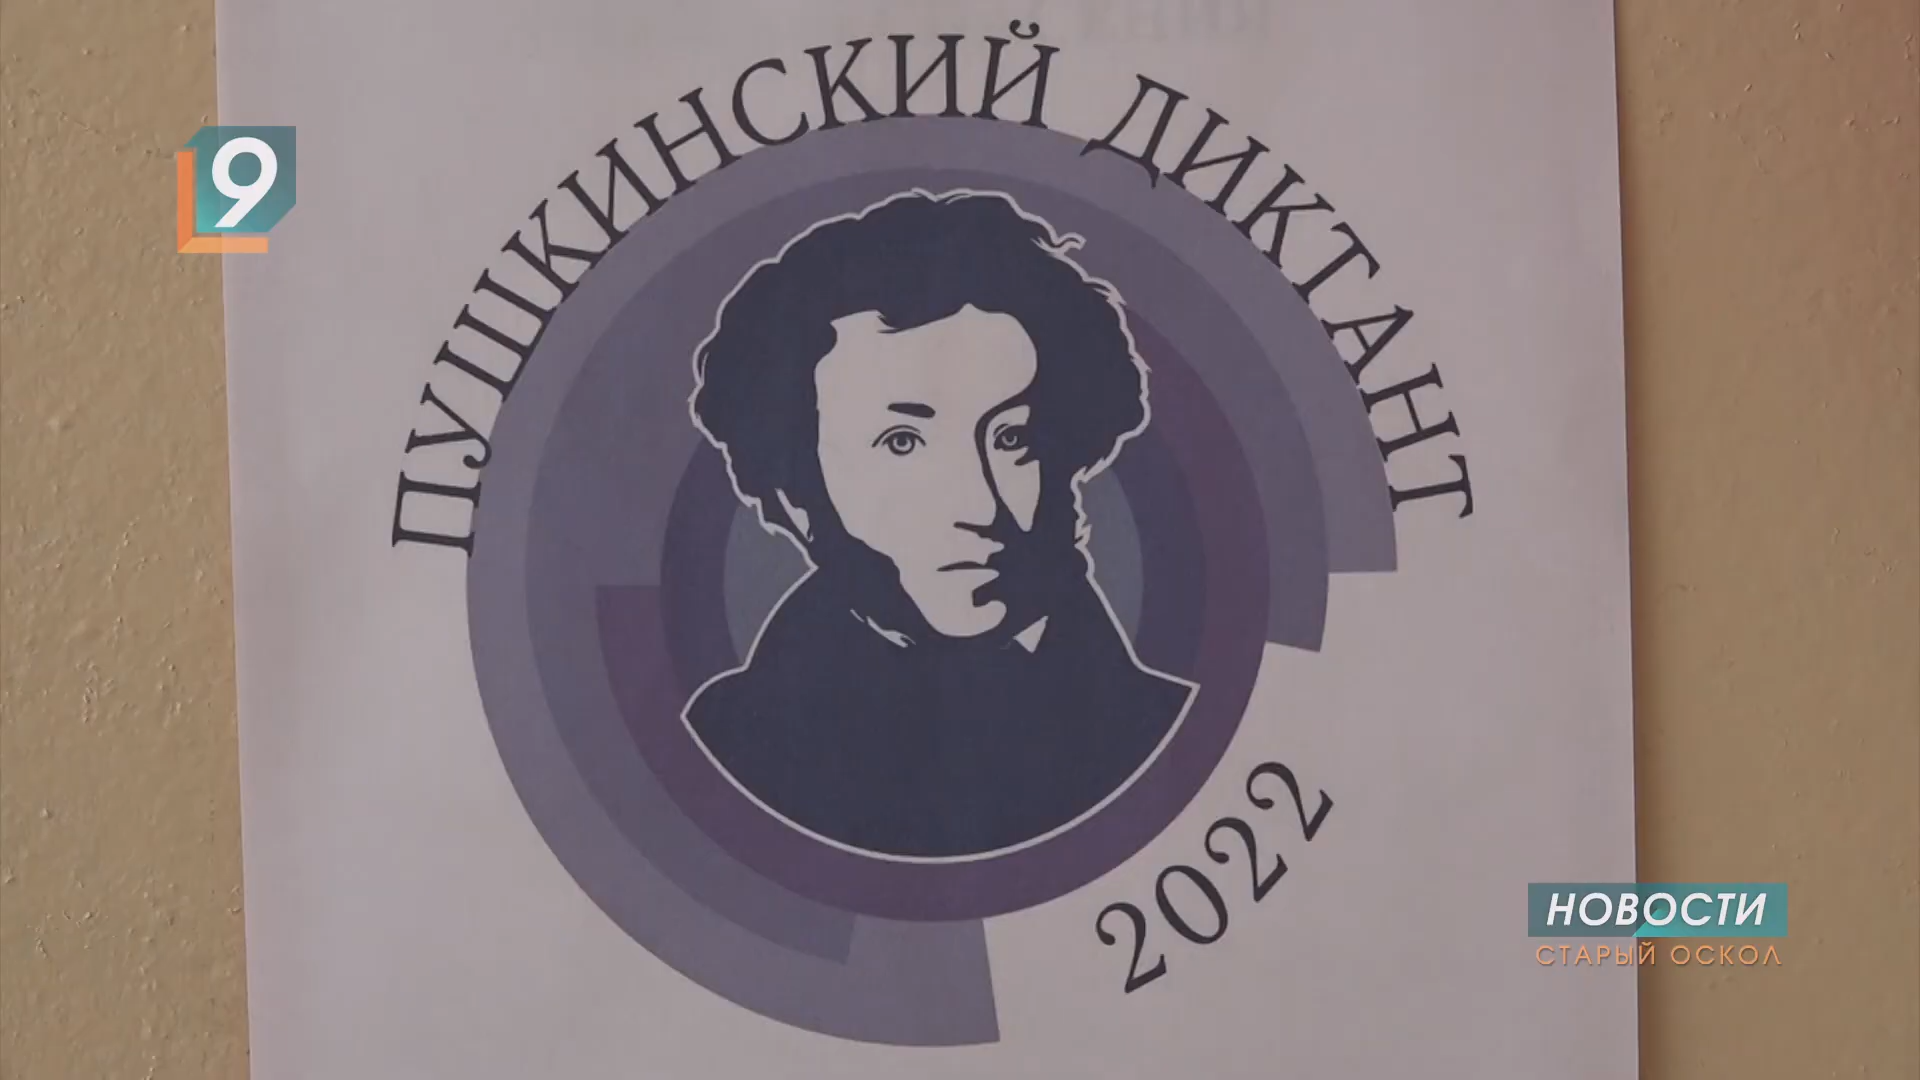 ПУШКИНСКИЙ ДИКТАНТ
9
2022
НОВОСТИ
СТАРЫЙ ОСКОЛ